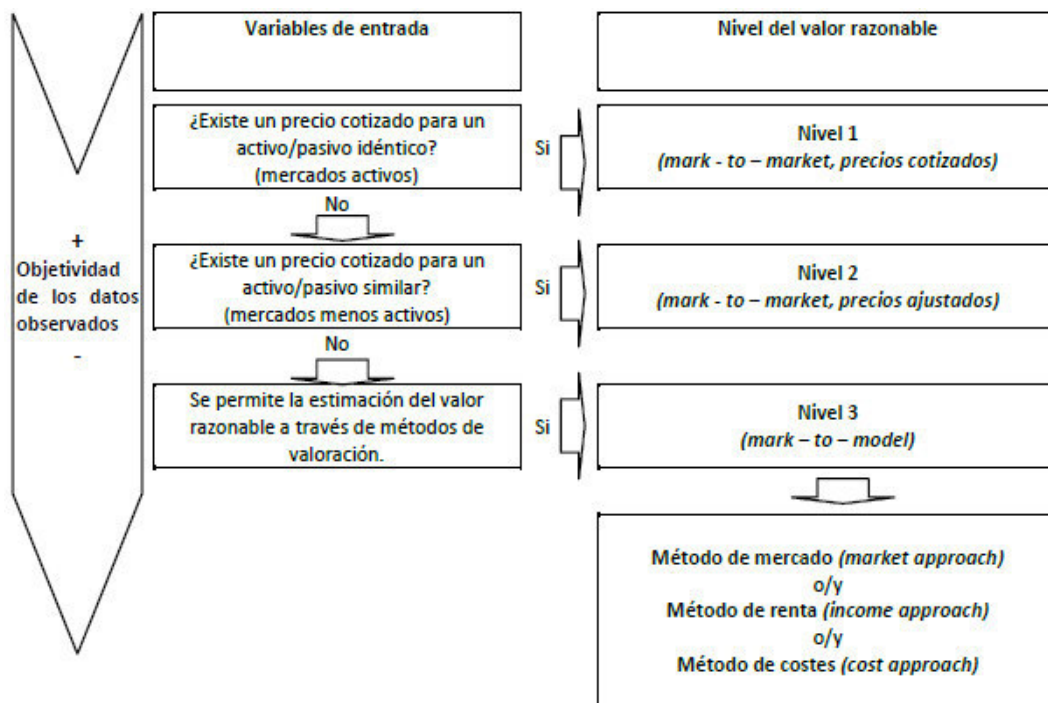 Variables de entrada
Nivel del valor razonable
¿Existe un precio cotizado para un
activo/pasivo idéntico?
(mercados activos)
Si
Nivel 1
(mark - to – market, precios cotizados)
No
+
Objetividad
de los datos
observados
-
¿Existe un precio cotizado para un
activo/pasivo similar?
(mercados menos activos)
Si
Nivel 2
(mark - to – market, precios ajustados)
No
Se permite la estimación del valor
razonable a través de métodos de
valoración.
Si
Nivel 3
(mark – to – model)
Método de mercado (market approach)
o/y
Método de renta (income approach)
o/y
Método de costes (cost approach)